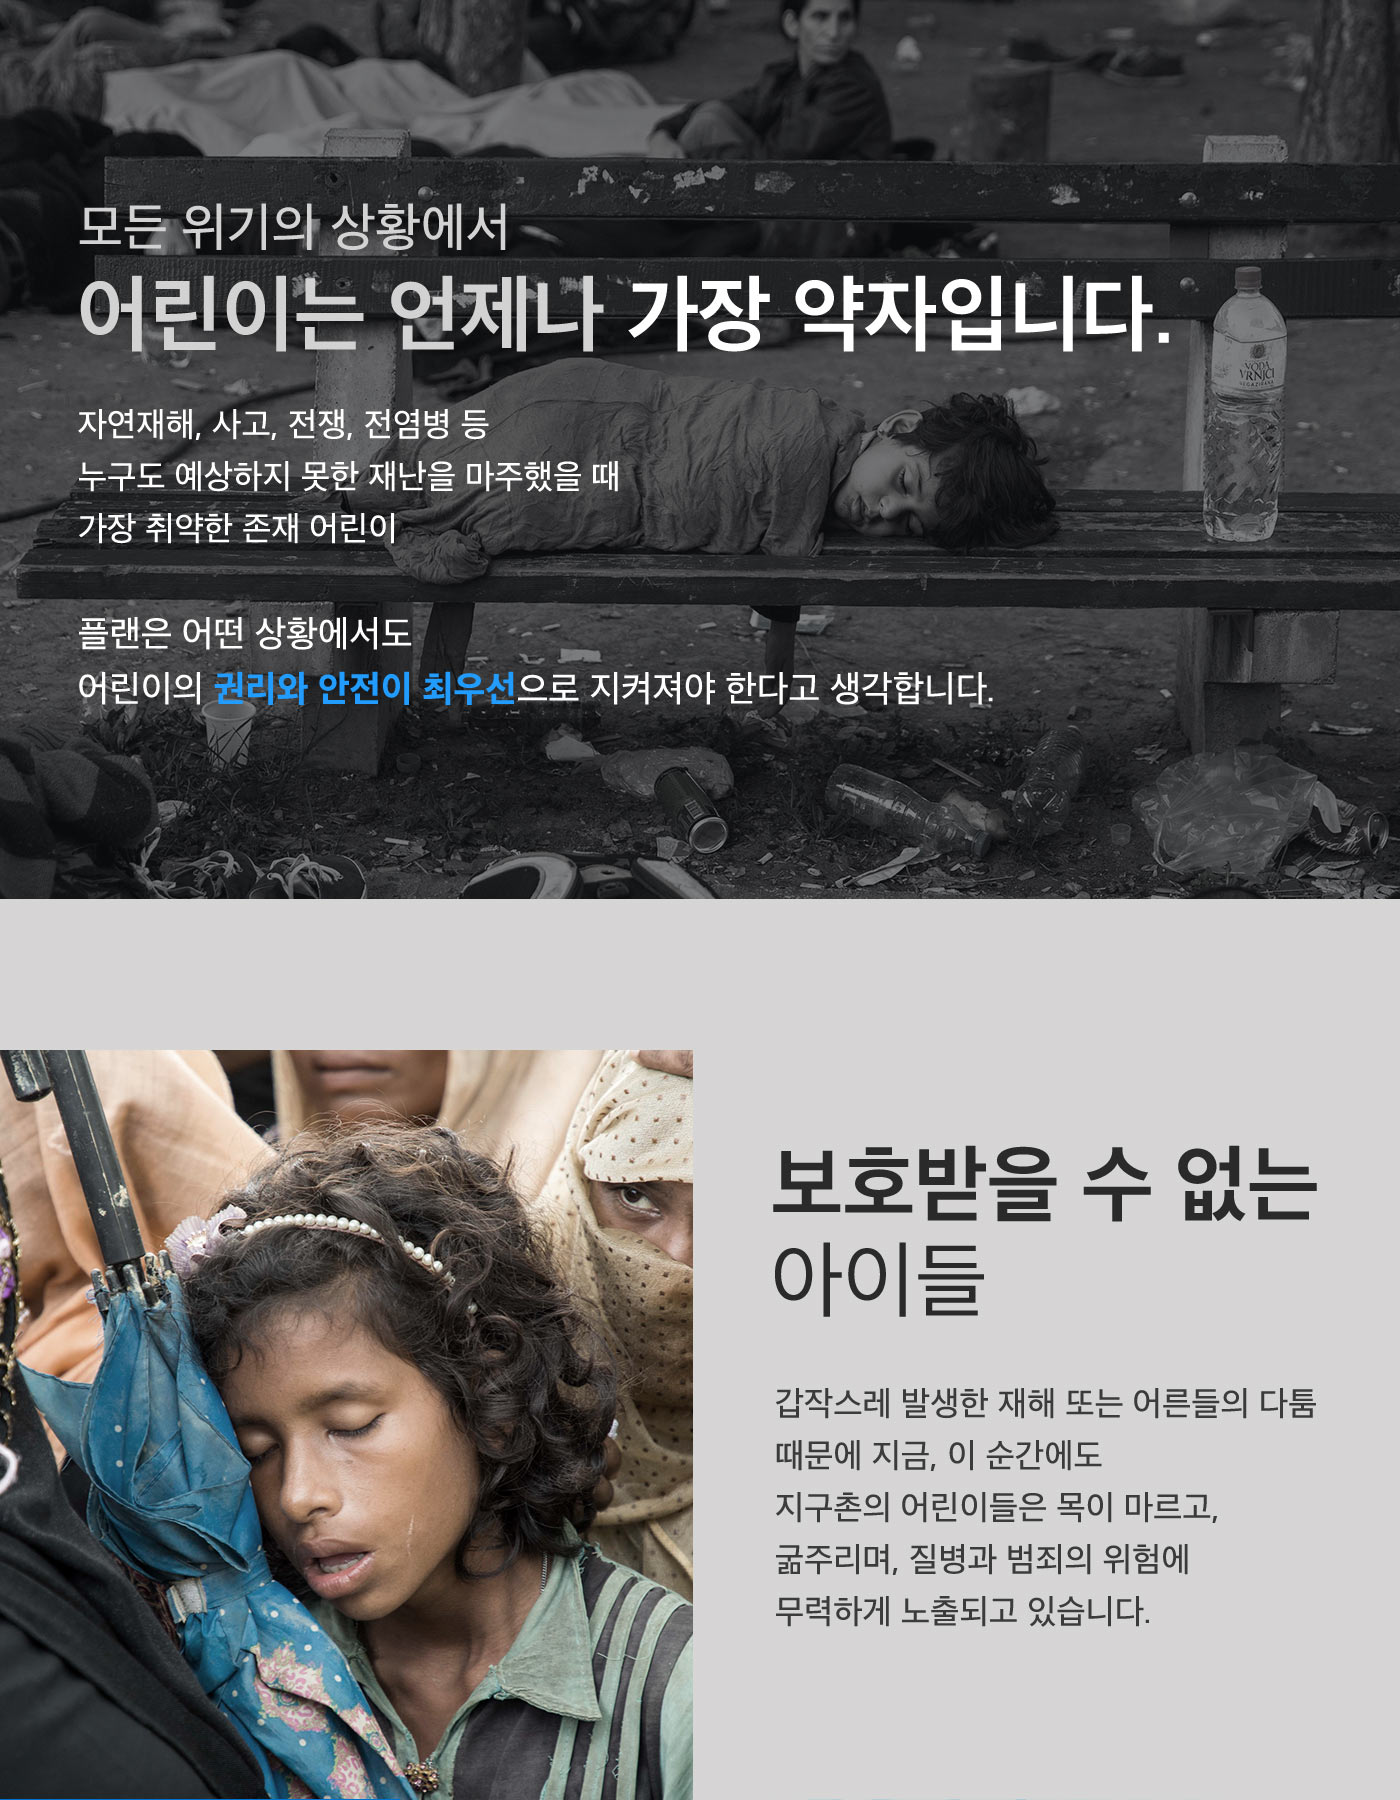 모든 위기의 상황에서
어린이는 언제나 가장 약자입니다.
VODA
VRNJCI
자연재해, 사고, 전쟁, 전염병 등
누구도 예상하지 못한 재난을 마주했을 때
가장 취약한 존재 어린이
플랜은 어떤 상황에서도
어린이의 권리와 안전이 최우선으로 지켜져야 한다고 생각합니다.
보호받을 수 없는
아이들
갑작스레 발생한 재해 또는 어른들의 다툼
때문에 지금, 이 순간에도
지구촌의 어린이들은 목이 마르고,
굶주리며, 질병과 범죄의 위험에
무력하게 노출되고 있습니다.